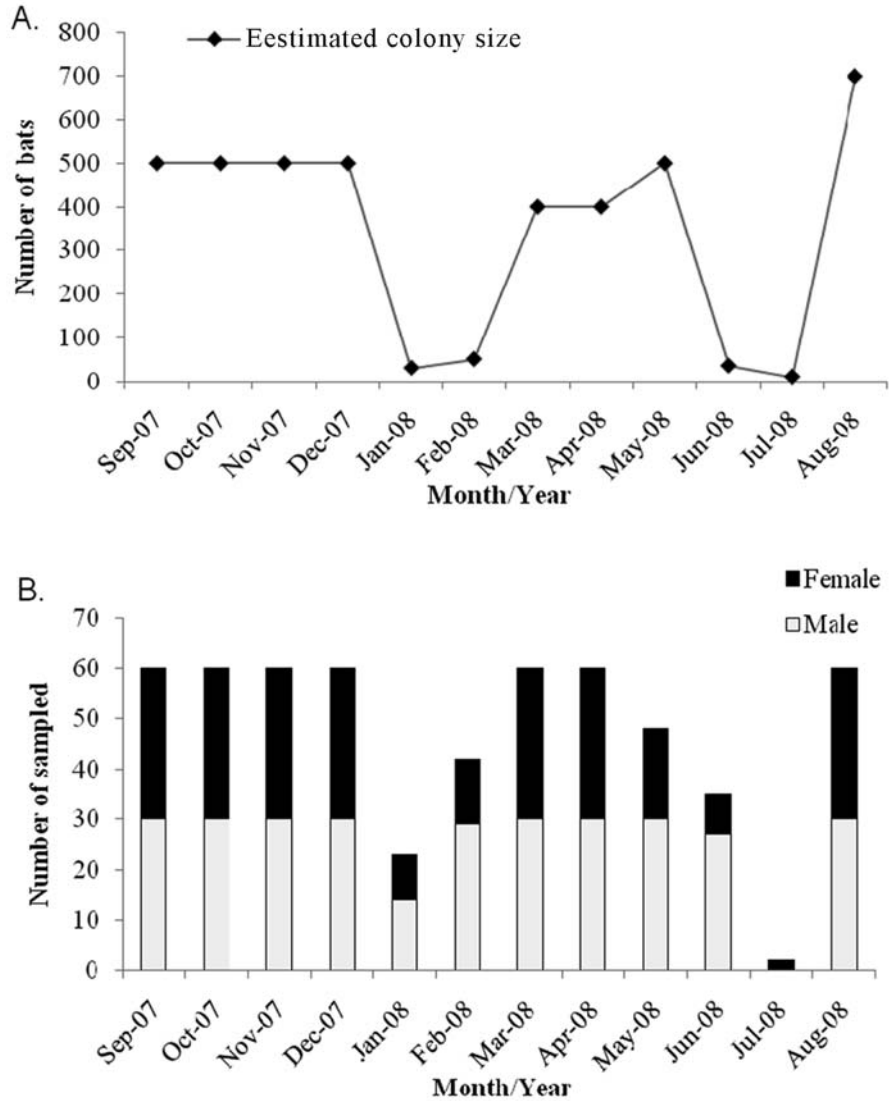 A.
Eestimated colony size
800
700
600
500
400
300
200
100
0
Number of bats
Sep-07
Oct-07
Nov-07
Dec-07
Jan-08
Feb-08
Mar-08
Apr-08
May-08
Jun-08
Jul-08
Aug-08
Month/Year
B.
Female
Male
70
60
50
40
30
20
10
0
Number of sampled
Sep-07
Oct-07
Nov-07
Dec-07
Jan-08
Feb-08
Mar-08
Apr-08
May-08
Jun-08
Jul-08
Aug-08
Month/Year